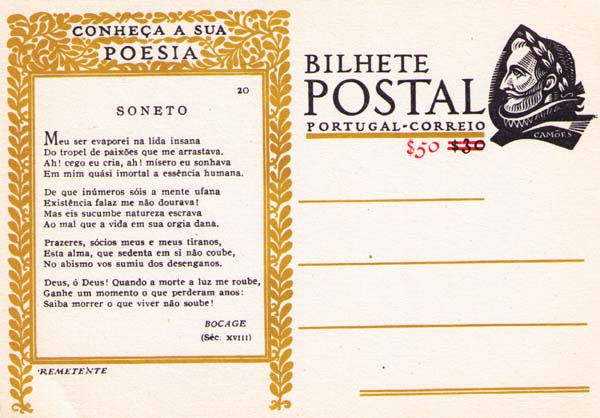 CONHEÇA A SUA
POESIA
20
SONETO
Meu ser evaporei na lida insana
Do tropel de paixões que me arrastava.
Ah! cego eu cria, ah! mísero eu sonhava
Em mim quási imortal a essência humana.
De que inúmeros sóis a mente ufana
Existência falaz me não dourava!
Mas eis sucumbe natureza escrava
Ao mal que a vida em sua orgia dana.
Prazeres, sócios meus e meus tiranos,
Esta alma, que sedenta em si não coube,
No abismo vos sumiu dos desenganos.
Deus, ó Deus! Quando a morte a luz me roube,
Ganhe um momento o que perderam anos:
Saiba morrer o que viver não soube!
BOCAGE
(Séc. XVIII)
REMETENTE
BILHETE
POSTAL
PORTUGAL-CORREIO
$50 $30
CAMÕES